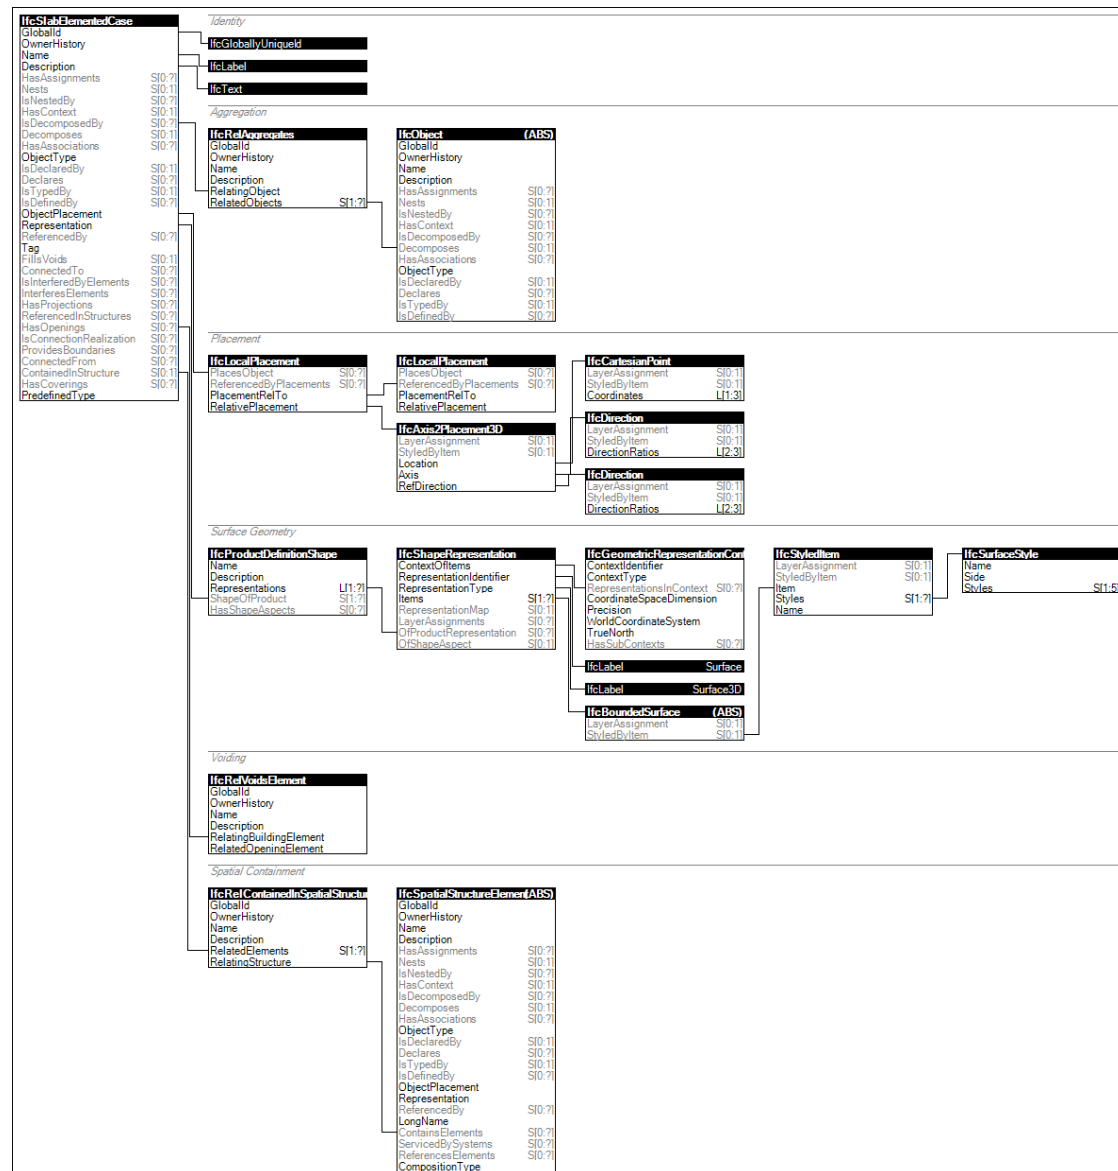 IfcSlabElementedCase
GlobalId
OwnerHistory
Name
Description
HasAssignments S[0:?]
Nests S[0:1]
IsNestedBy S[0:?]
HasContext S[0:1]
IsDecomposedBy S[0:?]
Decomposes S[0:1]
HasAssociations S[0:?]
ObjectType
IsDeclaredBy S[0:1]
Declares S[0:?]
IsTypedBy S[0:1]
IsDefinedBy S[0:?]
ObjectPlacement
Representation
ReferencedBy S[0:?]
Tag
FillsVoids S[0:1]
ConnectedTo S[0:?]
IsInterferedByElements S[0:?]
InterferesElements S[0:?]
HasProjections S[0:?]
ReferencedInStructures S[0:?]
HasOpenings S[0:?]
IsConnectionRealization S[0:?]
ProvidesBoundaries S[0:?]
ConnectedFrom S[0:?]
ContainedInStructure S[0:1]
HasCoverings S[0:?]
PredefinedType
Identity
IfcGloballyUniqueId
IfcLabel
IfcText
Aggregation
IfcRelAggregates
GlobalId
OwnerHistory
Name
Description
RelatingObject
RelatedObjects S[1:?]
IfcObject (ABS)
GlobalId
OwnerHistory
Name
Description
HasAssignments S[0:?]
Nests S[0:1]
IsNestedBy S[0:?]
HasContext S[0:1]
IsDecomposedBy S[0:?]
Decomposes S[0:1]
HasAssociations S[0:?]
ObjectType
IsDeclaredBy S[0:1]
Declares S[0:?]
IsTypedBy S[0:1]
IsDefinedBy S[0:?]
Placement
IfcLocalPlacement
PlacesObject S[0:?]
ReferencedByPlacements S[0:?]
PlacementRelTo
RelativePlacement
IfcLocalPlacement
PlacesObject S[0:?]
ReferencedByPlacements S[0:?]
PlacementRelTo
RelativePlacement
IfcAxis2Placement3D
LayerAssignment S[0:1]
StyledByItem S[0:1]
Location
Axis
RefDirection
IfcCartesianPoint
LayerAssignment S[0:1]
StyledByItem S[0:1]
Coordinates L[1:3]
IfcDirection
LayerAssignment S[0:1]
StyledByItem S[0:1]
DirectionRatios L[2:3]
IfcDirection
LayerAssignment S[0:1]
StyledByItem S[0:1]
DirectionRatios L[2:3]
Surface Geometry
IfcProductDefinitionShape
Name
Description
Representations L[1:?]
ShapeOfProduct S[1:?]
HasShapeAspects S[0:?]
IfcShapeRepresentation
ContextOfItems
RepresentationIdentifier
RepresentationType
Items S[1:?]
RepresentationMap S[0:1]
LayerAssignments S[0:?]
OfProductRepresentation S[0:?]
OfShapeAspect S[0:1]
IfcGeometricRepresentationCon
ContextIdentifier
ContextType
RepresentationsInContext S[0:?]
CoordinateSpaceDimension
Precision
WorldCoordinateSystem
TrueNorth
HasSubContexts S[0:?]
IfcLabel Surface
IfcLabel Surface3D
IfcBoundedSurface (ABS)
LayerAssignment S[0:1]
StyledByItem S[0:1]
IfcStyledItem
LayerAssignment S[0:1]
StyledByItem S[0:1]
Item
Styles S[1:?]
Name
IfcSurfaceStyle
Name
Side
Styles S[1:5]
Voiding
IfcRelVoidsElement
GlobalId
OwnerHistory
Name
Description
RelatingBuildingElement
RelatedOpeningElement
Spatial Containment
IfcRelContainedInSpatialStructur
GlobalId
OwnerHistory
Name
Description
RelatedElements S[1:?]
RelatingStructure
IfcSpatialStructureElement (ABS)
GlobalId
OwnerHistory
Name
Description
HasAssignments S[0:?]
Nests S[0:1]
IsNestedBy S[0:?]
HasContext S[0:1]
IsDecomposedBy S[0:?]
Decomposes S[0:1]
HasAssociations S[0:?]
ObjectType
IsDeclaredBy S[0:1]
Declares S[0:?]
IsTypedBy S[0:1]
IsDefinedBy S[0:?]
ObjectPlacement
Representation
ReferencedBy S[0:?]
LongName
ContainsElements S[0:?]
ServicedBySystems S[0:?]
ReferencesElements S[0:?]
CompositionType